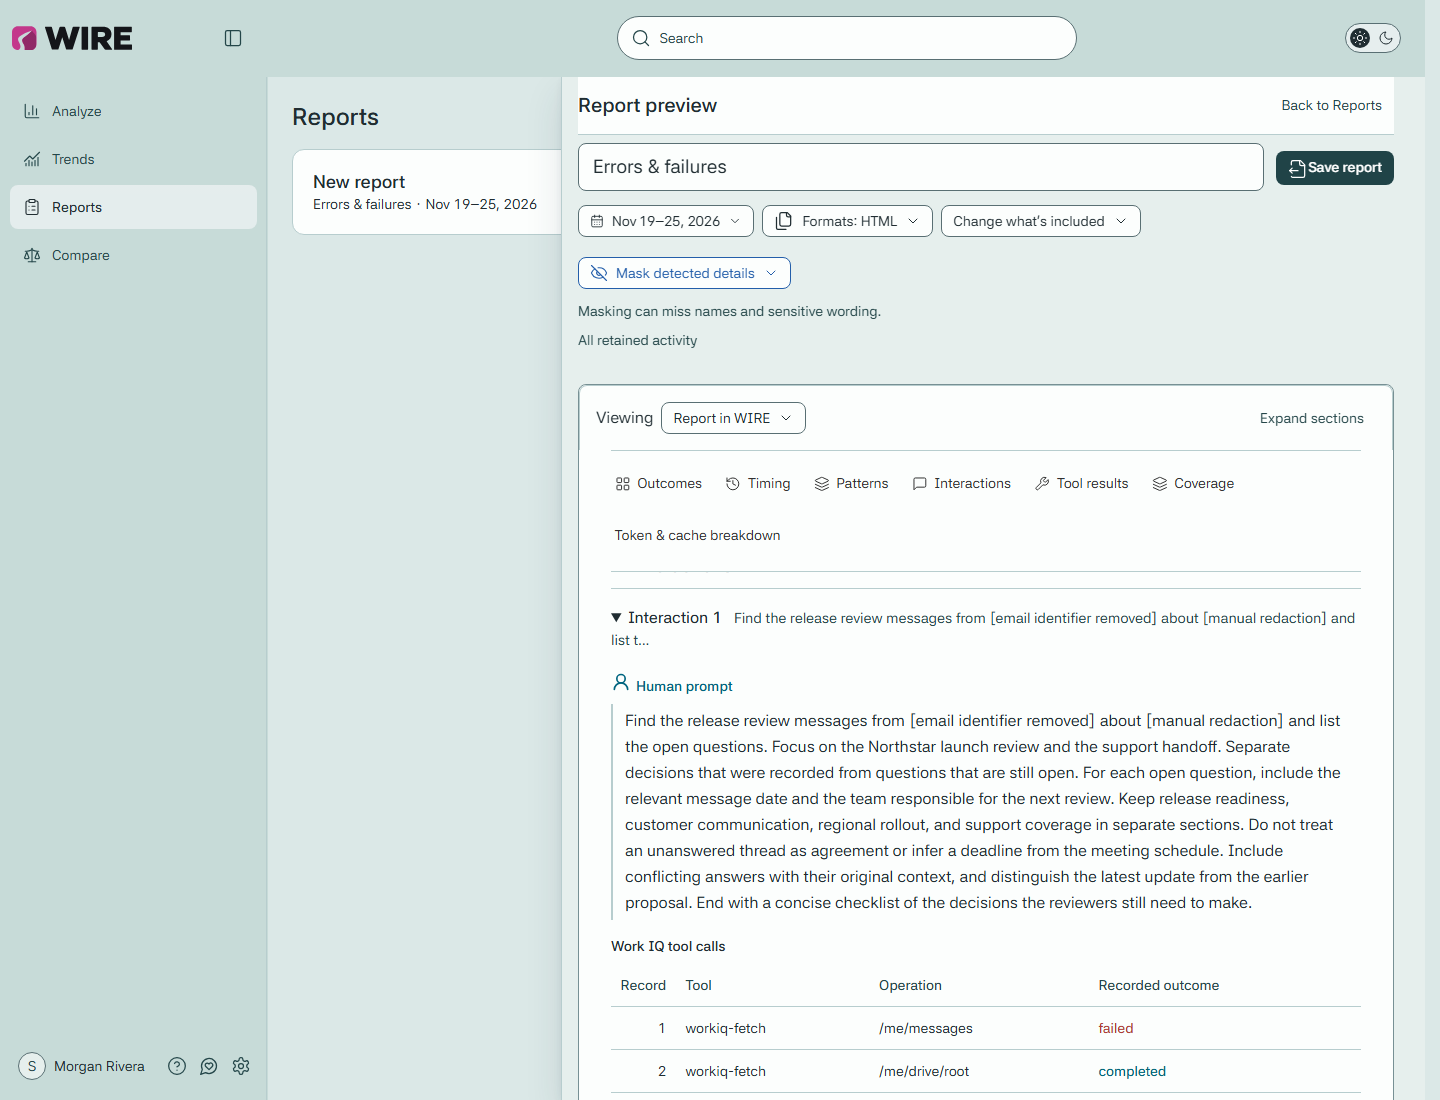 WIRE
Search
Analyze
Trends
Reports
Compare
S Morgan Rivera
Reports
New report
Errors & failures · Nov 19–25, 2026
Report preview
Back to Reports
Errors & failures
Save report
Nov 19–25, 2026
Formats: HTML
Change what's included
Mask detected details
Masking can miss names and sensitive wording.
All retained activity
Viewing Report in WIRE
Expand sections
Outcomes Timing Patterns Interactions Tool results Coverage
Token & cache breakdown
Interaction 1 Find the release review messages from [email identifier removed] about [manual redaction] and
list t...
Human prompt
Find the release review messages from [email identifier removed] about [manual redaction] and list
the open questions. Focus on the Northstar launch review and the support handoff. Separate
decisions that were recorded from questions that are still open. For each open question, include the
relevant message date and the team responsible for the next review. Keep release readiness,
customer communication, regional rollout, and support coverage in separate sections. Do not treat
an unanswered thread as agreement or infer a deadline from the meeting schedule. Include
conflicting answers with their original context, and distinguish the latest update from the earlier
proposal. End with a concise checklist of the decisions the reviewers still need to make.
Work IQ tool calls
Record Tool Operation Recorded outcome
1 workiq-fetch /me/messages failed
2 workiq-fetch /me/drive/root completed